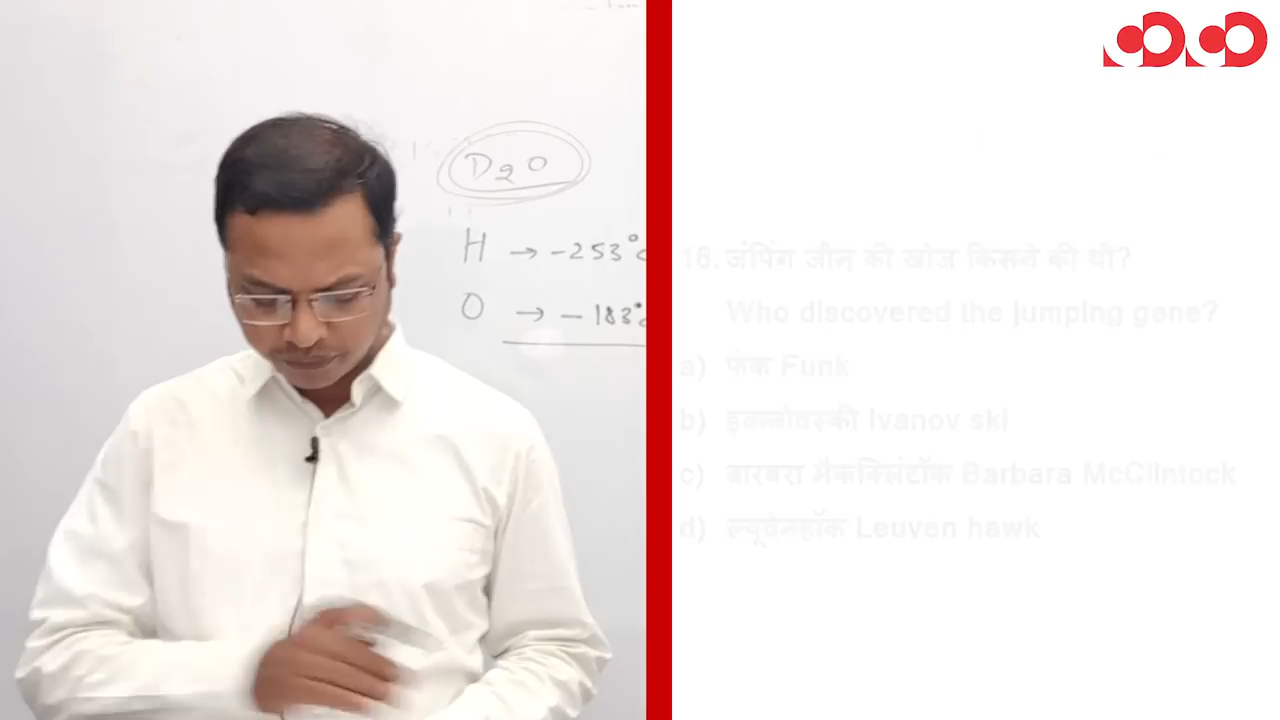 D2O
H → -253°c
O → - 183°c
16. जंपिंग जीन की खोज किसने की थी?
Who discovered the jumping gene?
a) फंक Funk
b) इवानोवस्की Ivanov ski
c) बारबरा मैकक्लिंटॉक Barbara McClintock
d) ल्यूवेनहॉक Leuven hawk